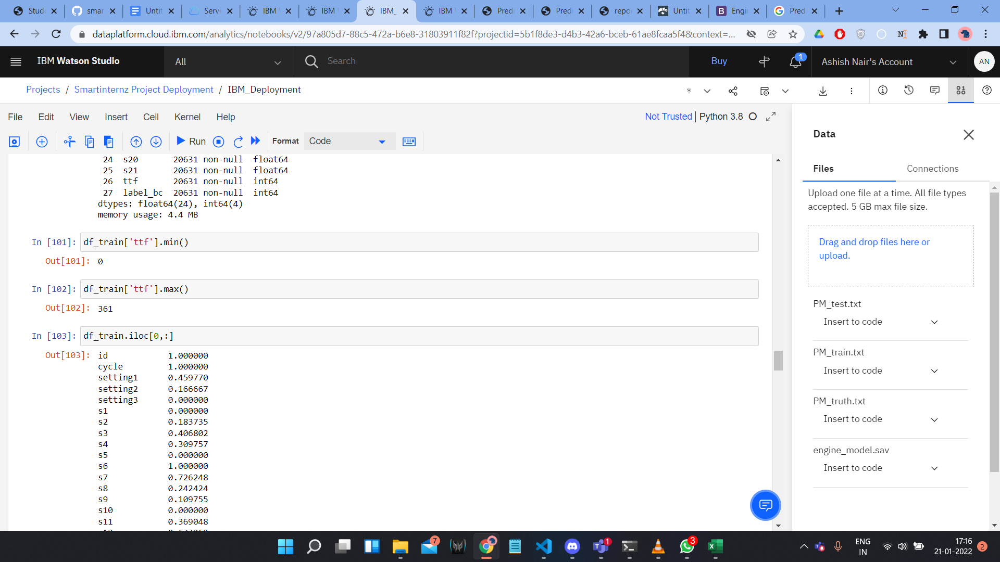 Stude
smar
Untit
Servi
IBM W
IBM W
IBM_
IBM W
Predi
Predi
repo
Untit
Engin
Pred
dataplatform.cloud.ibm.com/analytics/notebooks/v2/97a805d7-88c5-472a-b6e8-31803911f82f?projectid=5b1f8de3-d4b3-42a6-bceb-61ae8fcaa5f4&context=...
IBM Watson Studio
All
Search
Buy
1
Ashish Nair's Account
AN
Projects / Smartinternz Project Deployment / IBM_Deployment
File Edit View Insert Cell Kernel Help
Not Trusted Python 3.8
Run
Format
Code
24 s20 20631 non-null float64
25 s21 20631 non-null float64
26 ttf 20631 non-null int64
27 label_bc 20631 non-null int64
dtypes: float64(24), int64(4)
memory usage: 4.4 MB
In [101]: df_train['ttf'].min()
Out[101]: 0
In [102]: df_train['ttf'].max()
Out[102]: 361
In [103]: df_train.iloc[0,:]
Out[103]: id 1.000000
cycle 1.000000
setting1 0.459770
setting2 0.166667
setting3 0.000000
s1 0.000000
s2 0.183735
s3 0.406802
s4 0.309757
s5 0.000000
s6 1.000000
s7 0.726248
s8 0.242424
s9 0.109755
s10 0.000000
s11 0.369048
Data
Files Connections
Upload one file at a time. All file types
accepted. 5 GB max file size.
Drag and drop files here or
upload.
PM_test.txt
Insert to code
PM_train.txt
Insert to code
PM_truth.txt
Insert to code
engine_model.sav
Insert to code
7
1
3
ENG
IN
17:16
21-01-2022
2